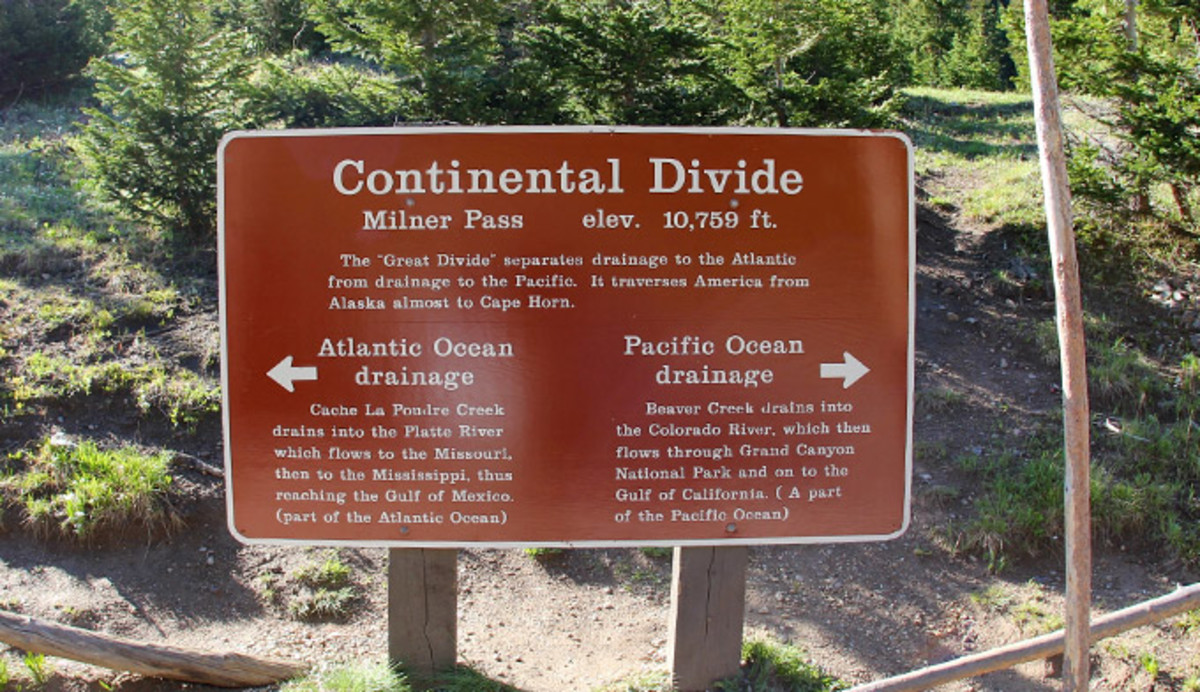 Continental Divide
Milner Pass elev. 10,759 ft.
The "Great Divide" separates drainage to the Atlantic
from drainage to the Pacific. It traverses America from
Alaska almost to Cape Horn.
Atlantic Ocean
drainage
Cache La Poudre Creek
drains into the Platte River
which flows to the Missouri,
then to the Mississippi, thus
reaching the Gulf of Mexico.
(part of the Atlantic Ocean)
Pacific Ocean
drainage
Beaver Creek drains into
the Colorado River, which then
flows through Grand Canyon
National Park and on to the
Gulf of California. ( A part
of the Pacific Ocean)